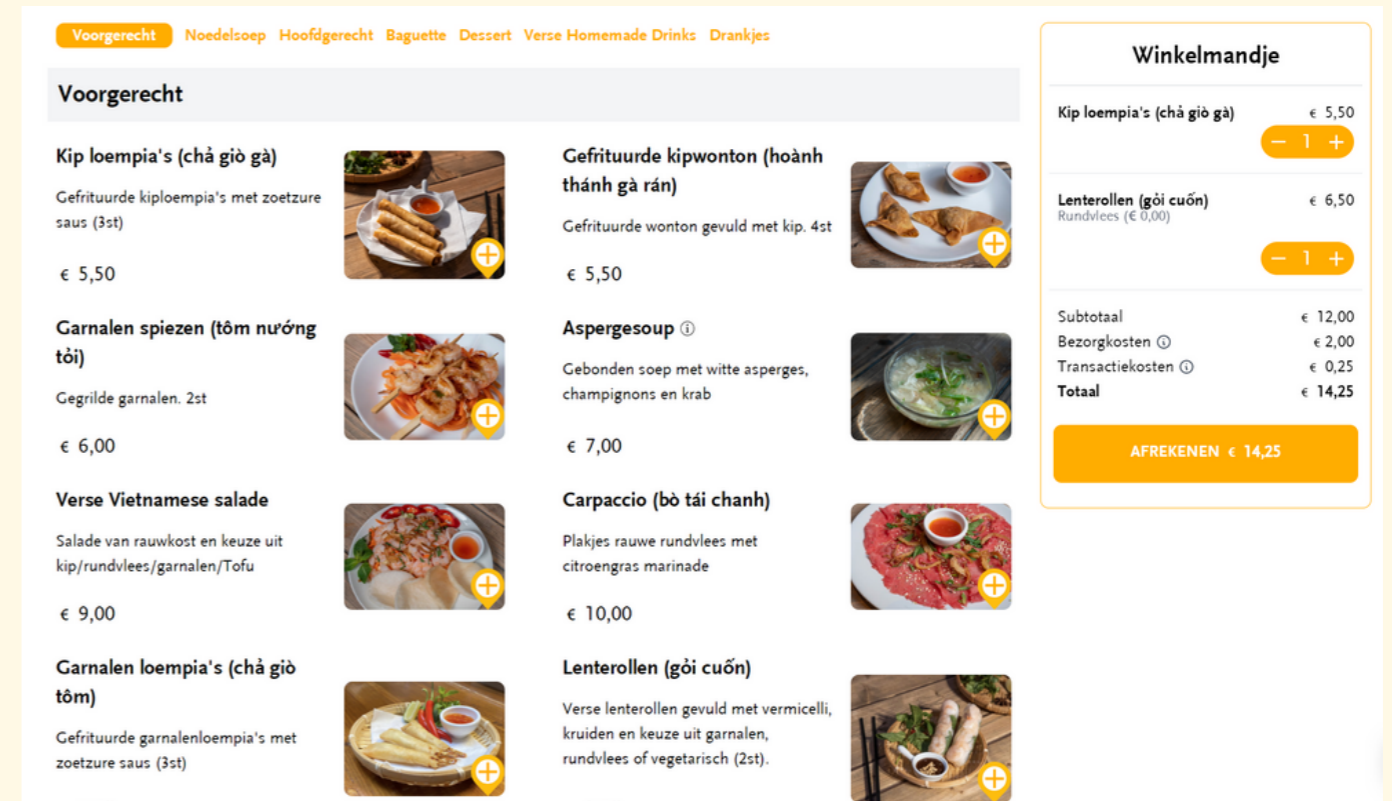 Voorgerecht Noedelsoep Hoofdgerecht Baguette Dessert Verse Homemade Drinks Drankjes
Voorgerecht
Kip loempia's (chả giò gà)
Gefrituurde kiploempia's met zoetzure
saus (3st)
€ 5,50
Gefrituurde kipwonton (hoành
thánh gà rán)
Gefrituurde wonton gevuld met kip. 4st
€ 5,50
Garnalen spiezen (tôm nướng
tỏi)
Gegrilde garnalen. 2st
€ 6,00
Aspergesoup
Gebonden soep met witte asperges,
champignons en krab
€ 7,00
Verse Vietnamese salade
Salade van rauwkost en keuze uit
kip/rundvlees/garnalen/Tofu
€ 9,00
Carpaccio (bò tái chanh)
Plakjes rauwe rundvlees met
citroengras marinade
€ 10,00
Garnalen loempia's (chả giò
tôm)
Gefrituurde garnalenloempia's met
zoetzure saus (3st)
Lenterollen (gỏi cuốn)
Verse lenterollen gevuld met vermicelli,
kruiden en keuze uit garnalen,
rundvlees of vegetarisch (2st).
Winkelmandje
Kip loempia's (chả giò gà) € 5,50
− 1 +
Lenterollen (gỏi cuốn) € 6,50
Rundvlees (€ 0,00)
− 1 +
Subtotaal € 12,00
Bezorgkosten € 2,00
Transactiekosten € 0,25
Totaal € 14,25
AFREKENEN € 14,25